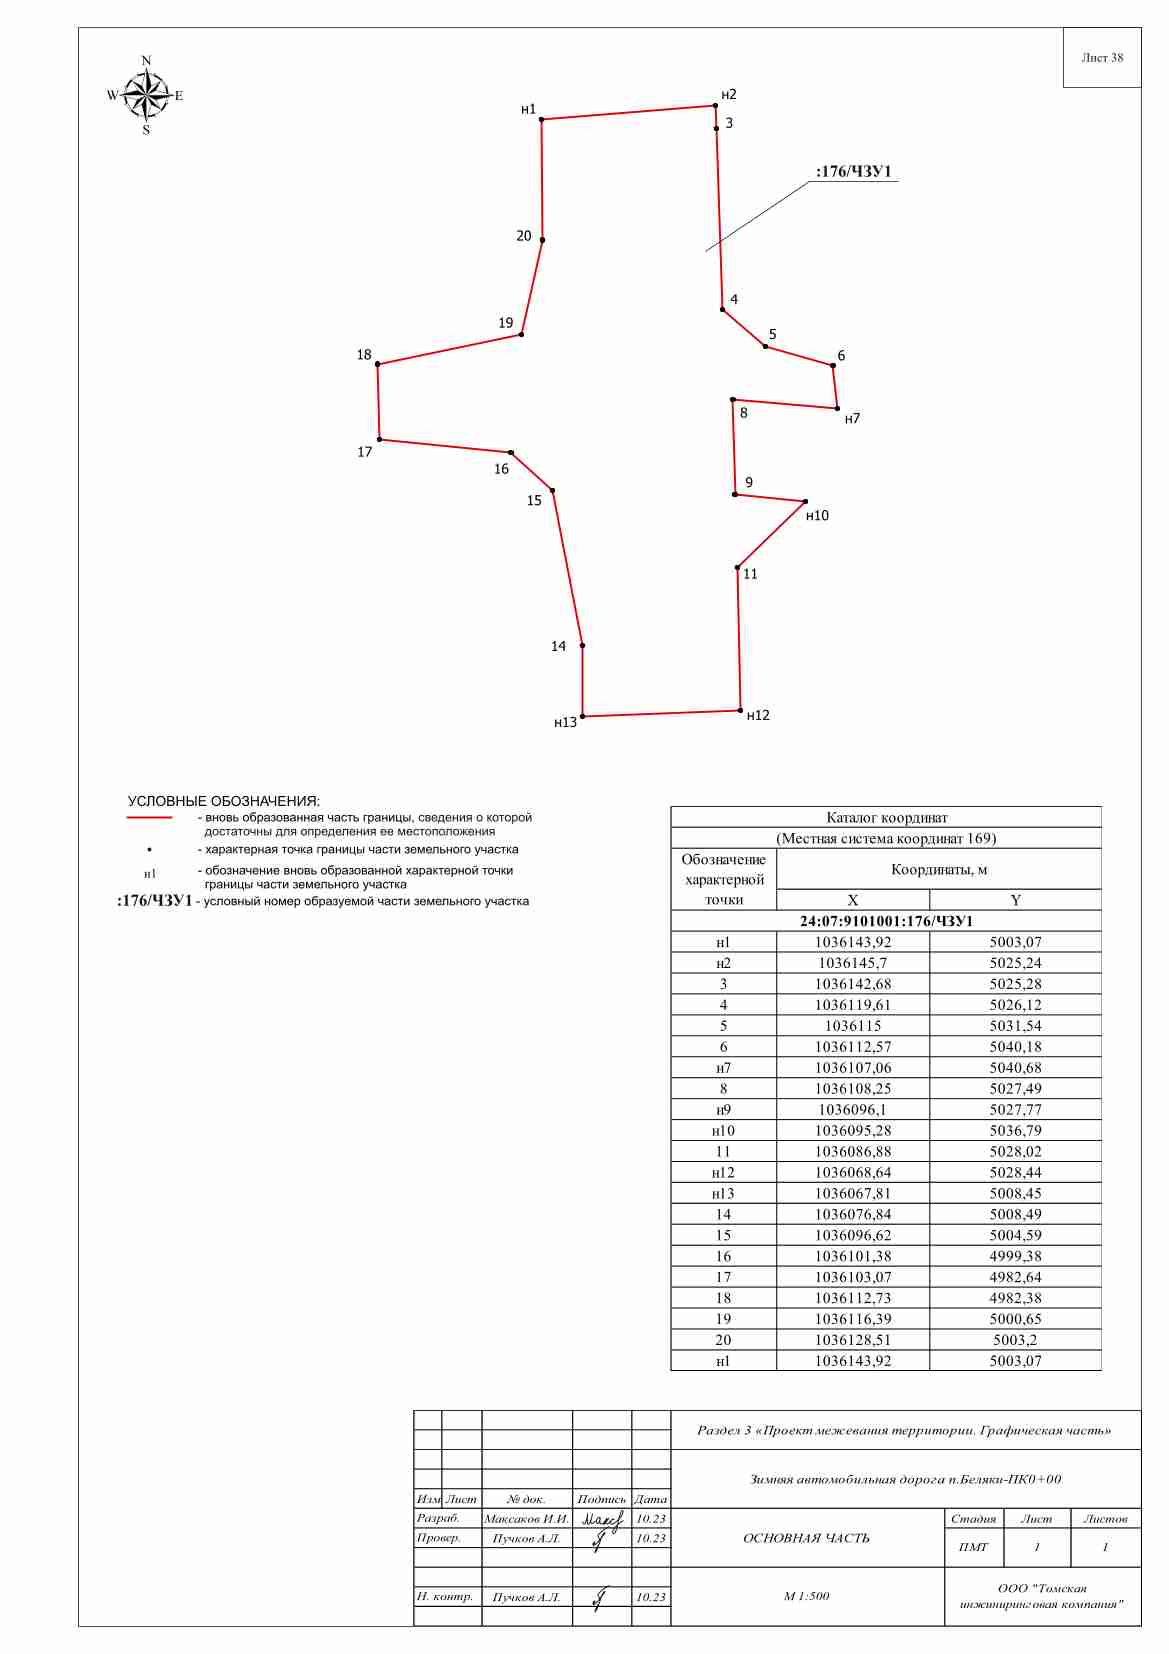 Лист 38
N
W E
S
н1
н2
3
:176/ЧЗУ1
20
4
19
5
18
6
8
н7
17
16
9
15
н10
11
14
н13
н12
УСЛОВНЫЕ ОБОЗНАЧЕНИЯ:
- вновь образованная часть границы, сведения о которой
достаточны для определения ее местоположения
- характерная точка границы части земельного участка
н1 - обозначение вновь образованной характерной точки
границы части земельного участка
:176/ЧЗУ1 - условный номер образуемой части земельного участка
Каталог координат
(Местная система координат 169)
Обозначение характерной точки Координаты, м
X Y
24:07:9101001:176/ЧЗУ1
н1 1036143,92 5003,07
н2 1036145,7 5025,24
3 1036142,68 5025,28
4 1036119,61 5026,12
5 1036115 5031,54
6 1036112,57 5040,18
н7 1036107,06 5040,68
8 1036108,25 5027,49
н9 1036096,1 5027,77
н10 1036095,28 5036,79
11 1036086,88 5028,02
н12 1036068,64 5028,44
н13 1036067,81 5008,45
14 1036076,84 5008,49
15 1036096,62 5004,59
16 1036101,38 4999,38
17 1036103,07 4982,64
18 1036112,73 4982,38
19 1036116,39 5000,65
20 1036128,51 5003,2
н1 1036143,92 5003,07
Раздел 3 «Проект межевания территории. Графическая часть»
Зимняя автомобильная дорога п.Беляки-ПК0+00
Изм Лист № док. Подпись Дата
Разраб. Максаков И.И. Макс 10.23
Провер. Пучков А.Л. 10.23
Н. контр. Пучков А.Л. 10.23
ОСНОВНАЯ ЧАСТЬ
Стадия Лист Листов
ПМТ 1 1
М 1:500
ООО "Томская
инжиниринговая компания"